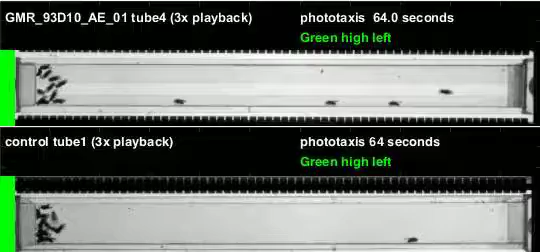 GMR_93D10_AE_01 tube4 (3x playback)
phototaxis 64.0 seconds
Green high left
control tube1 (3x playback)
phototaxis 64 seconds
Green high left